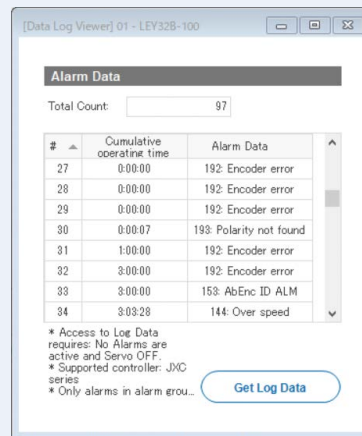 [Data Log Viewer] 01 - LEY32B-100
Alarm Data
Total Count: 97
# Cumulative operating time Alarm Data
27 0:00:00 192: Encoder error
28 0:00:00 192: Encoder error
29 0:00:00 192: Encoder error
30 0:00:07 193: Polarity not found
31 1:00:00 192: Encoder error
32 3:00:00 192: Encoder error
33 3:00:00 153: AbEnc ID ALM
34 3:03:28 144: Over speed
* Access to Log Data
requires: No Alarms are
active and Servo OFF.
* Supported controller: JXC
series
* Only alarms in alarm grou...
Get Log Data